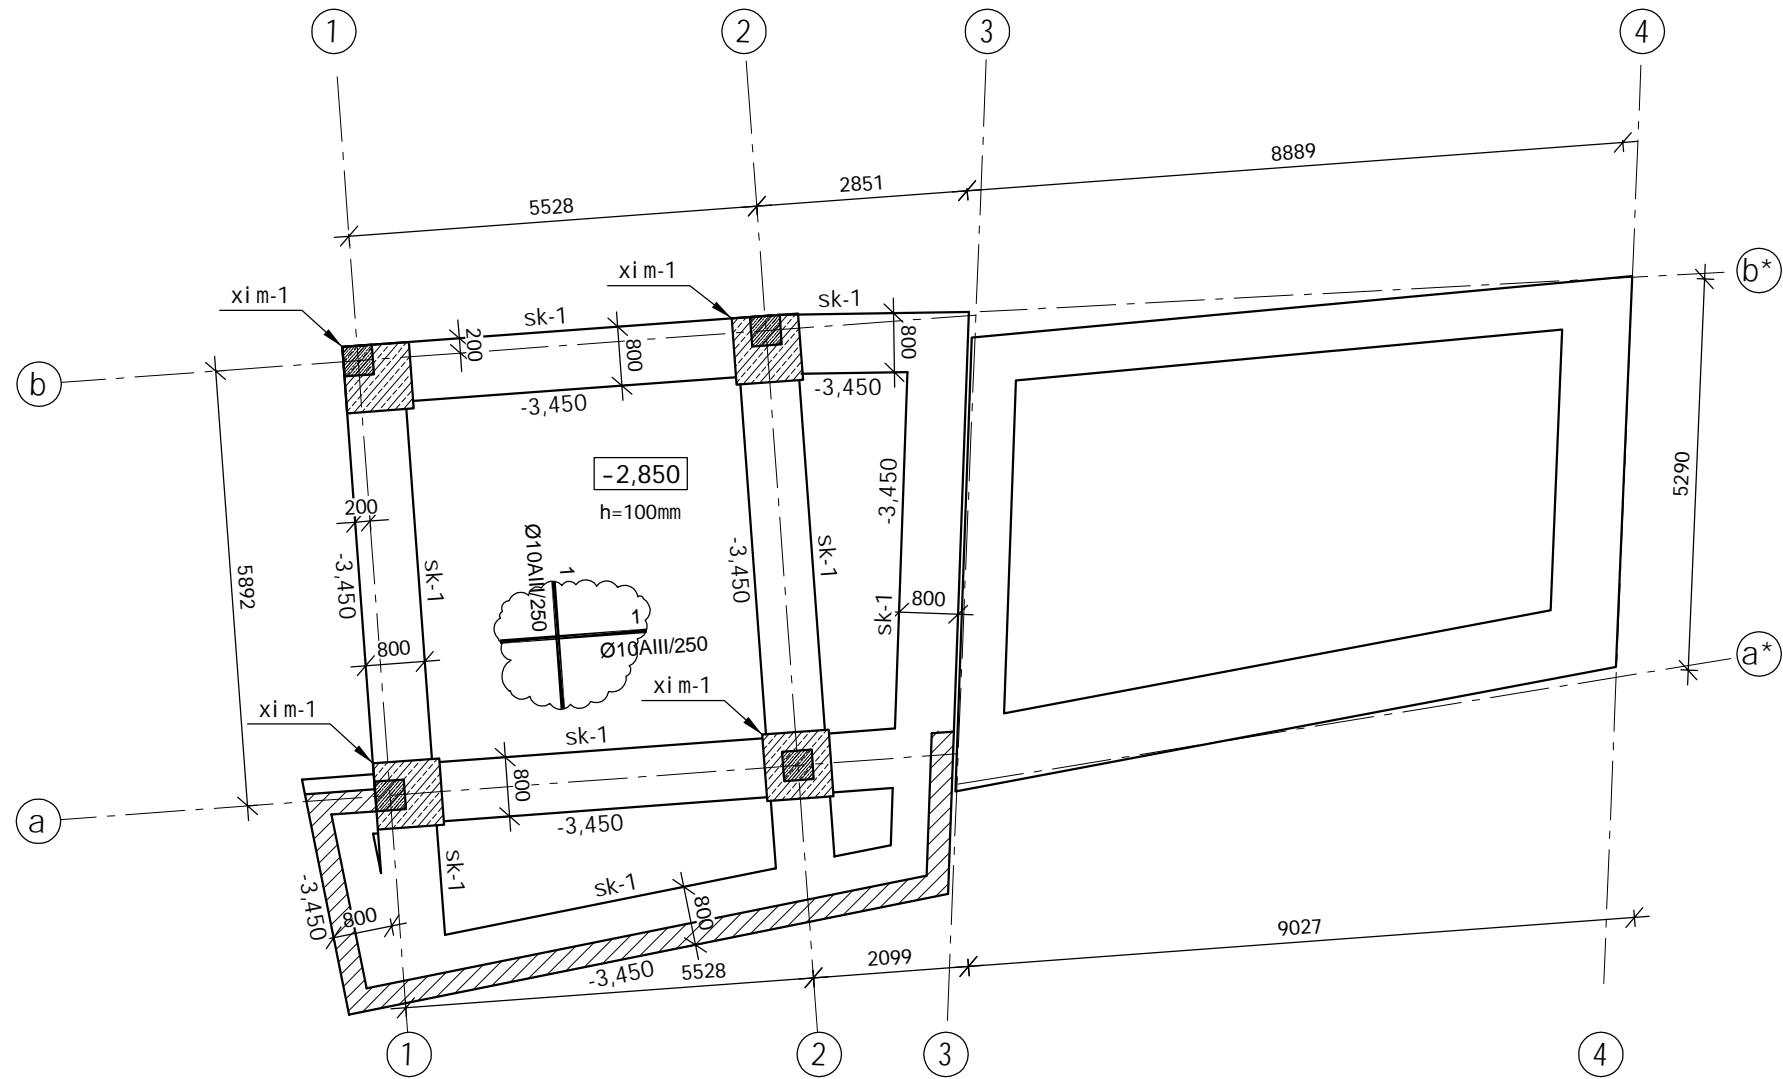 1
2
3
4
8889
2851
5528
b*
xim-1
xim-1
sk-1
sk-1
200
800
800
b
-3,450
-3,450
-2,850
h=100mm
-3,450
5290
200
Ø10AIII/250
1
-3,450
sk-1
-3,450
sk-1
5892
1
Ø10AIII/250
sk-1
800
800
a*
xim-1
xim-1
sk-1
800
a
-3,450
sk-1
sk-1
-3,450
800
800
9027
2099
-3,450
5528
1
2
3
4